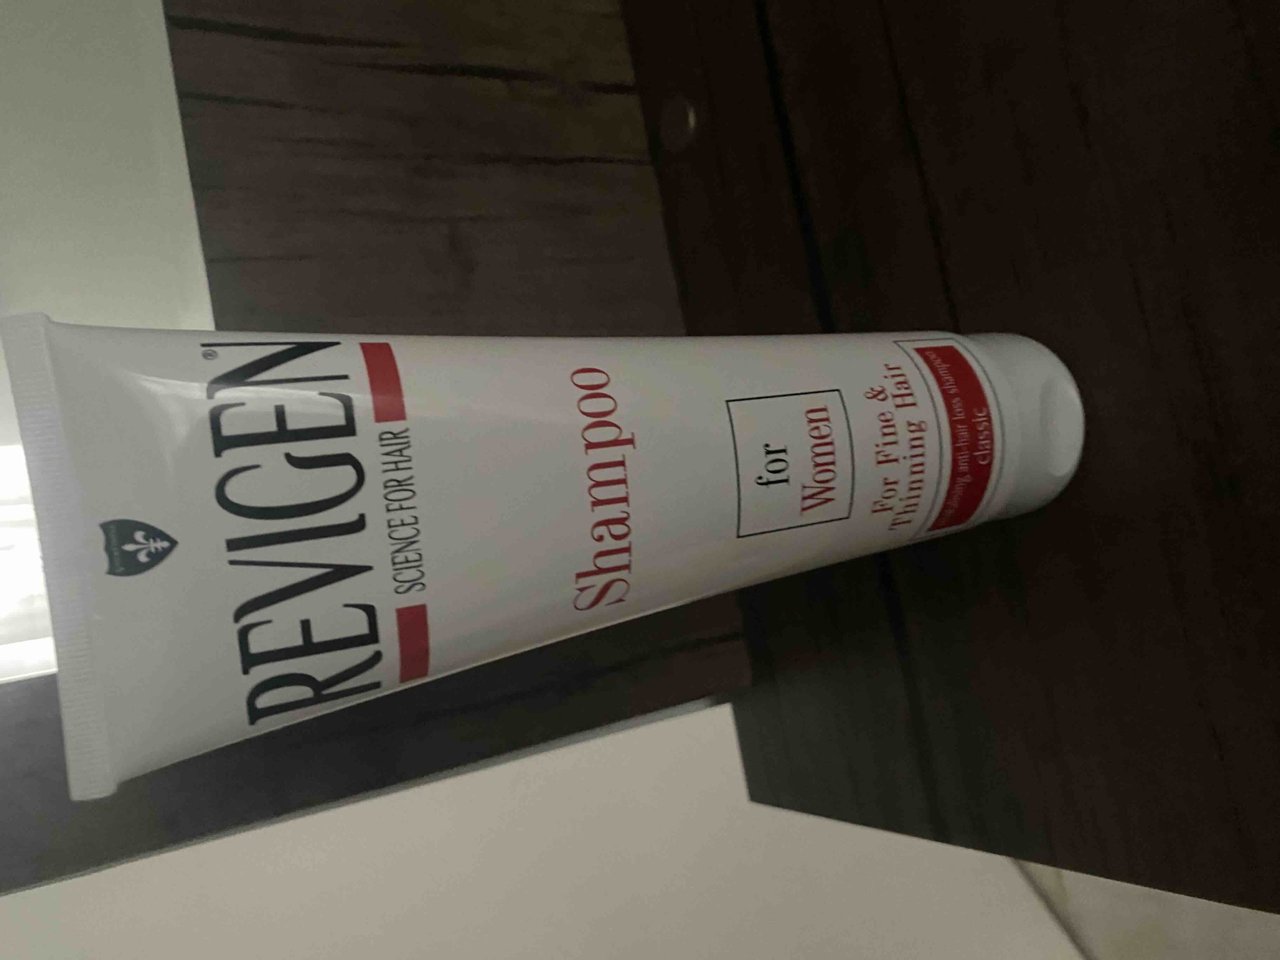 REVIGEN®
SCIENCE FOR HAIR
Shampoo
for
Women
For Fine &
Thinning Hair
anti-hair loss shampoo
classic